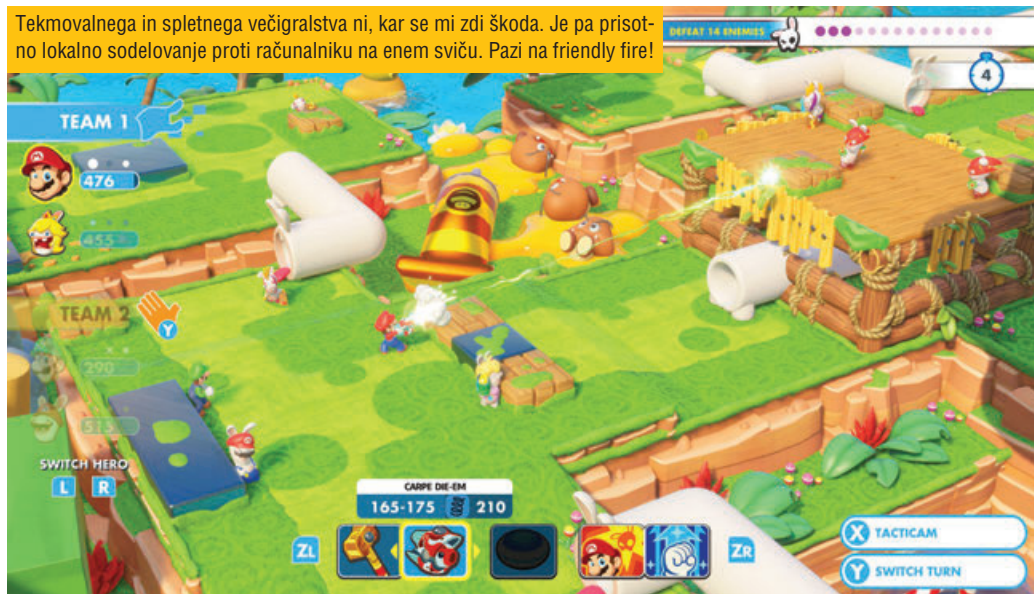 Tekmovalnega in spletnega večigralstva ni, kar se mi zdi škoda. Je pa prisot-
no lokalno sodelovanje proti računalniku na enem sviču. Pazi na friendly fire!
DEFEAT 14 ENEMIES
4
TEAM 1
476
455
TEAM 2
Y
290
515
SWITCH HERO
L R
CARPE DIE-EM
165-175 210
ZL ZR
X TACTICAM
Y SWITCH TURN